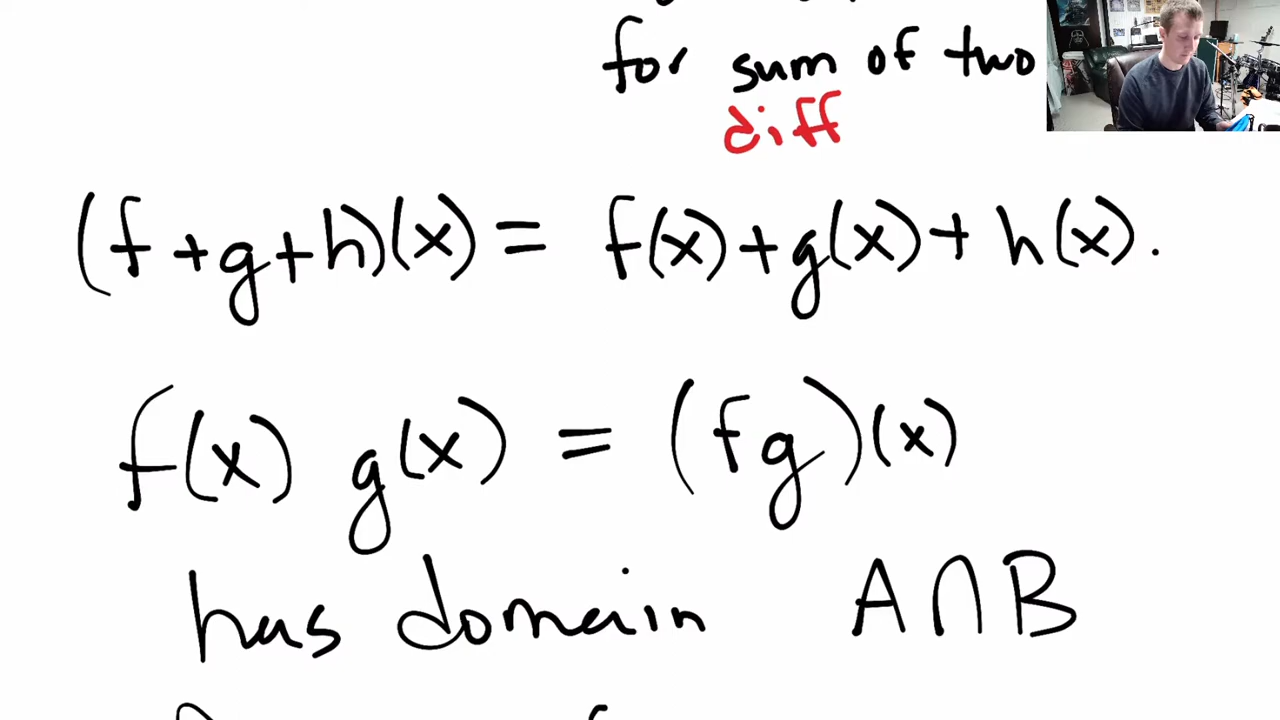 for sum of two
diff
(f+g+h)(x) = f(x)+g(x)+h(x).
f(x) g(x) = (fg)(x)
has domain A∩B